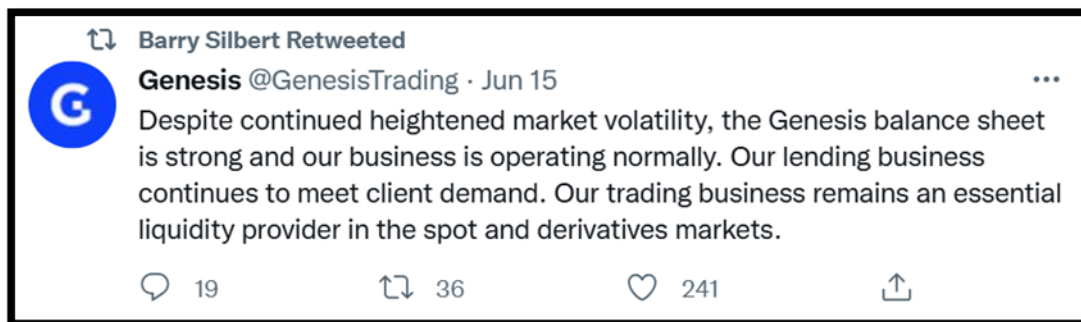 Barry Silbert Retweeted
Genesis @GenesisTrading · Jun 15
Despite continued heightened market volatility, the Genesis balance sheet
is strong and our business is operating normally. Our lending business
continues to meet client demand. Our trading business remains an essential
liquidity provider in the spot and derivatives markets.
19 36 241